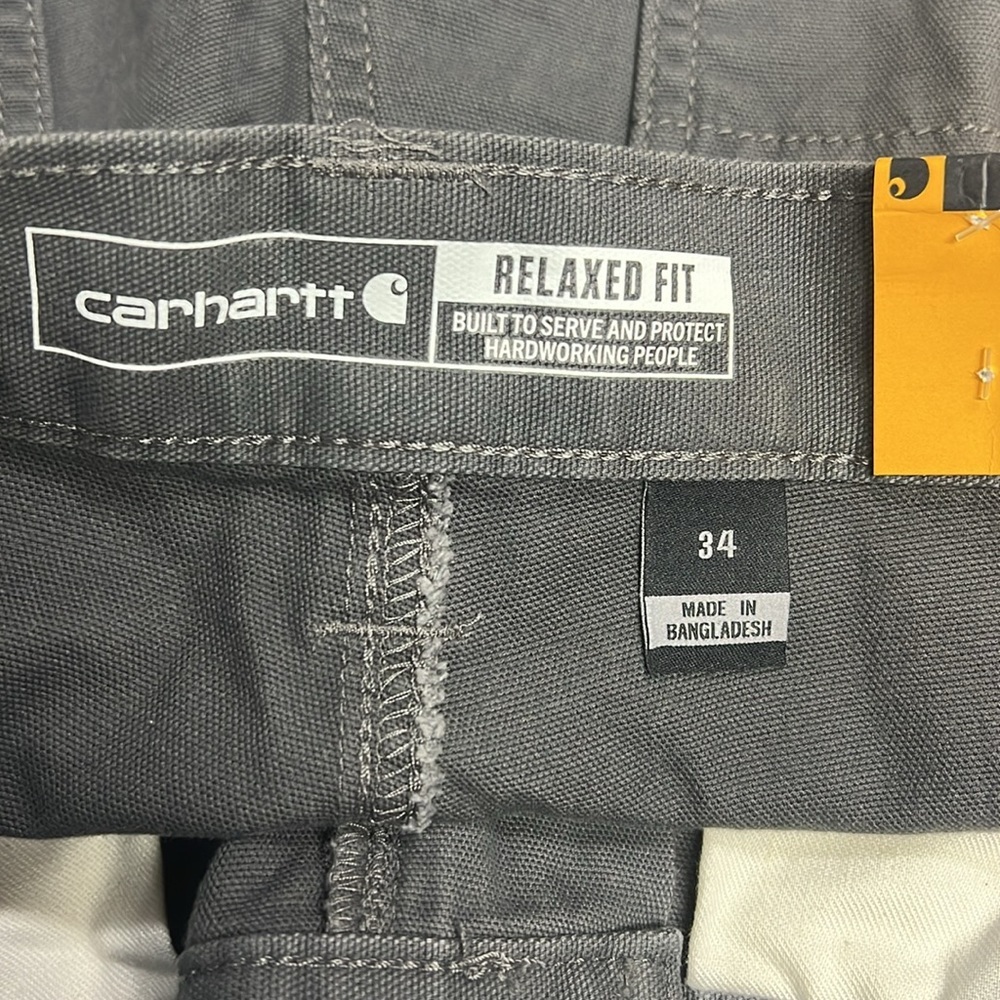 carhartt
RELAXED FIT
BUILT TO SERVE AND PROTECT
HARDWORKING PEOPLE
34
MADE IN
BANGLADESH